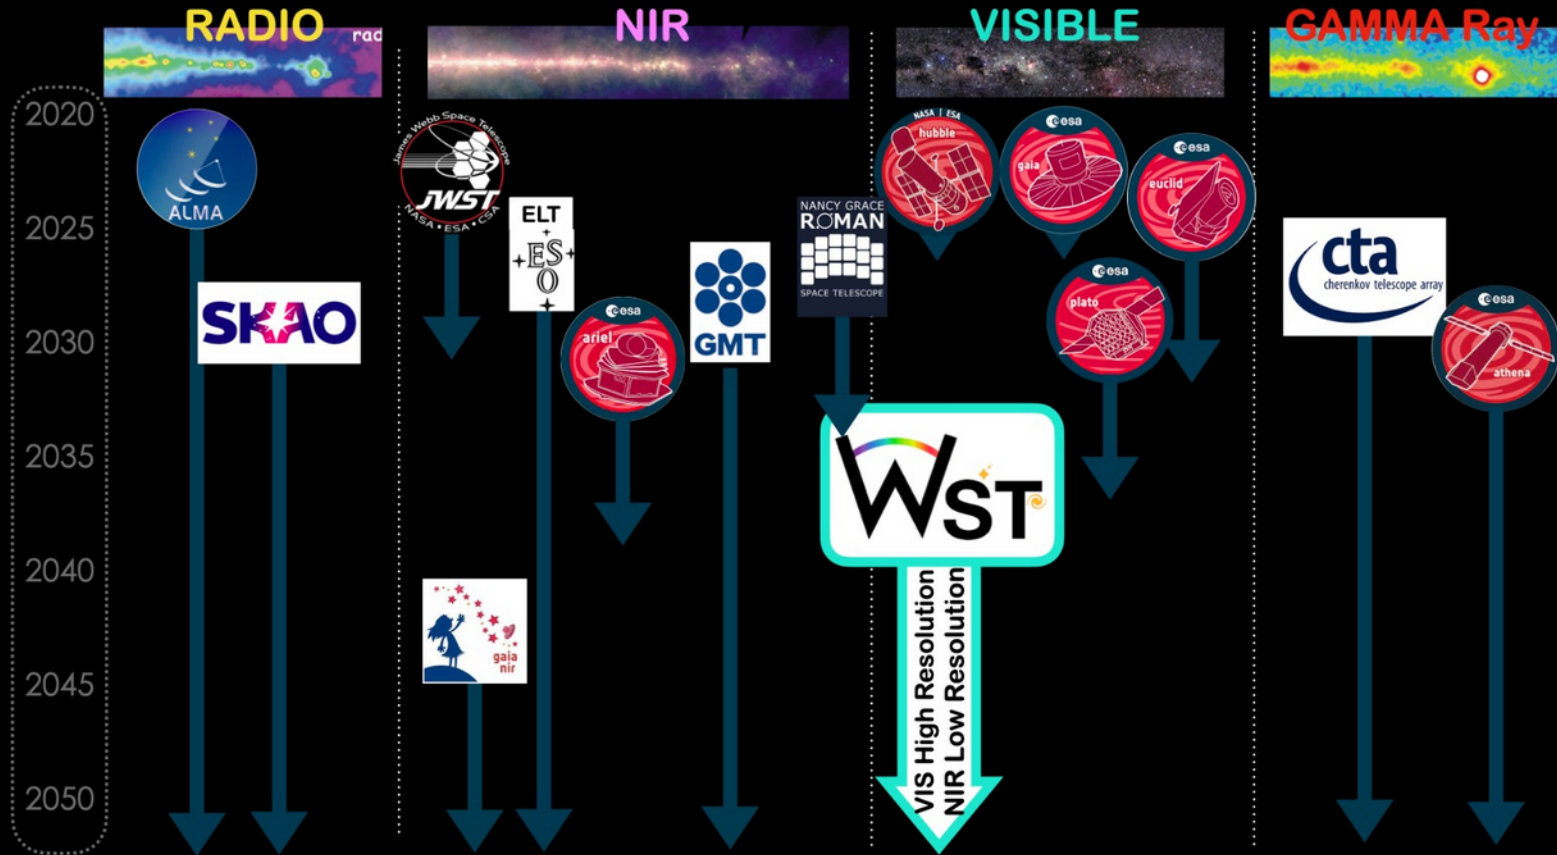 RADIO
rad
NIR
VISIBLE
GAMMA Ray
2020
2025
2030
2035
2040
2045
2050
ALMA
SKAO
James Webb Space Telescope
JWST
NASA • ESA • CSA
ELT
ES
O
esa
ariel
GMT
NANCY GRACE
ROMAN
SPACE TELESCOPE
gaia
nir
NASA | ESA
hubble
esa
gaia
esa
euclid
esa
plato
WST
VIS High Resolution
NIR Low Resolution
cta
cherenkov telescope array
esa
athena